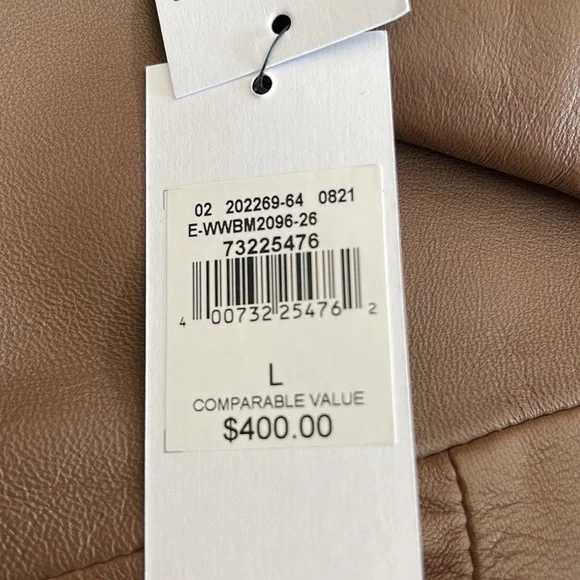 02 202269-64 0821
E-WWBM2096-26
73225476
4 00732 25476 2
L
COMPARABLE VALUE
$400.00